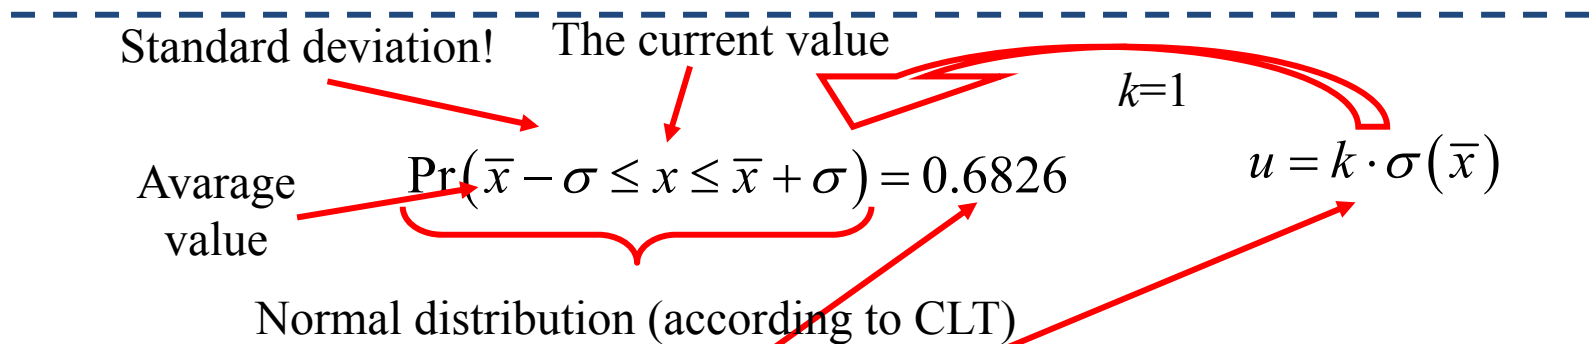 Standard deviation!
The current value
k=1
Avarage
value
Pr(x̄ − σ ≤ x ≤ x̄ + σ) = 0.6826
u = k · σ(x̄)
Normal distribution (according to CLT)